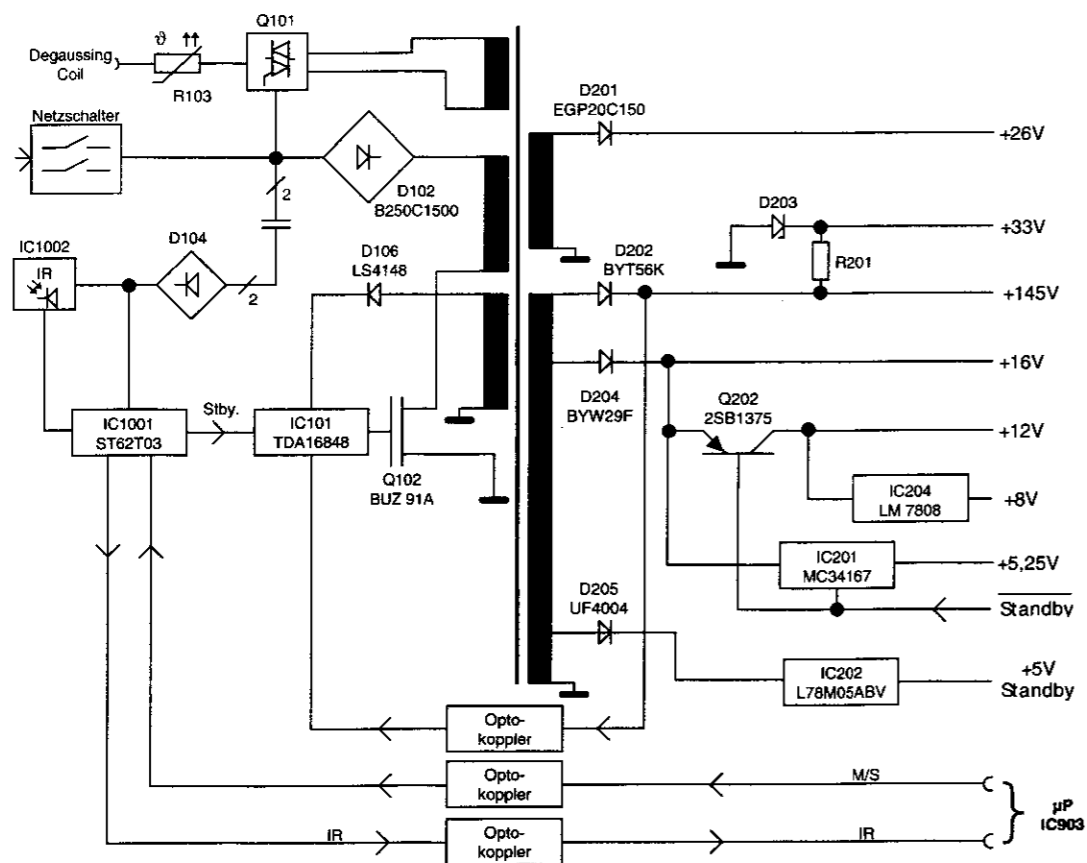 Q101
ϑ ↑↑
Degaussing
Coil
R103
D201
EGP20C150
Netzschalter
+26V
2
D102
B250C1500
D203
+33V
IC1002
D104
D106
LS4148
D202
BYT56K
R201
IR
2
+145V
+16V
D204
BYW29F
Q202
2SB1375
Stby.
IC1001
ST62T03
IC101
TDA16848
+12V
Q102
BUZ 91A
IC204
LM 7808
+8V
IC201
MC34167
+5,25V
D205
UF4004
Standby
IC202
L78M05ABV
+5V
Standby
Opto-
koppler
Opto-
koppler
M/S
µP
IC903
IR
Opto-
koppler
IR